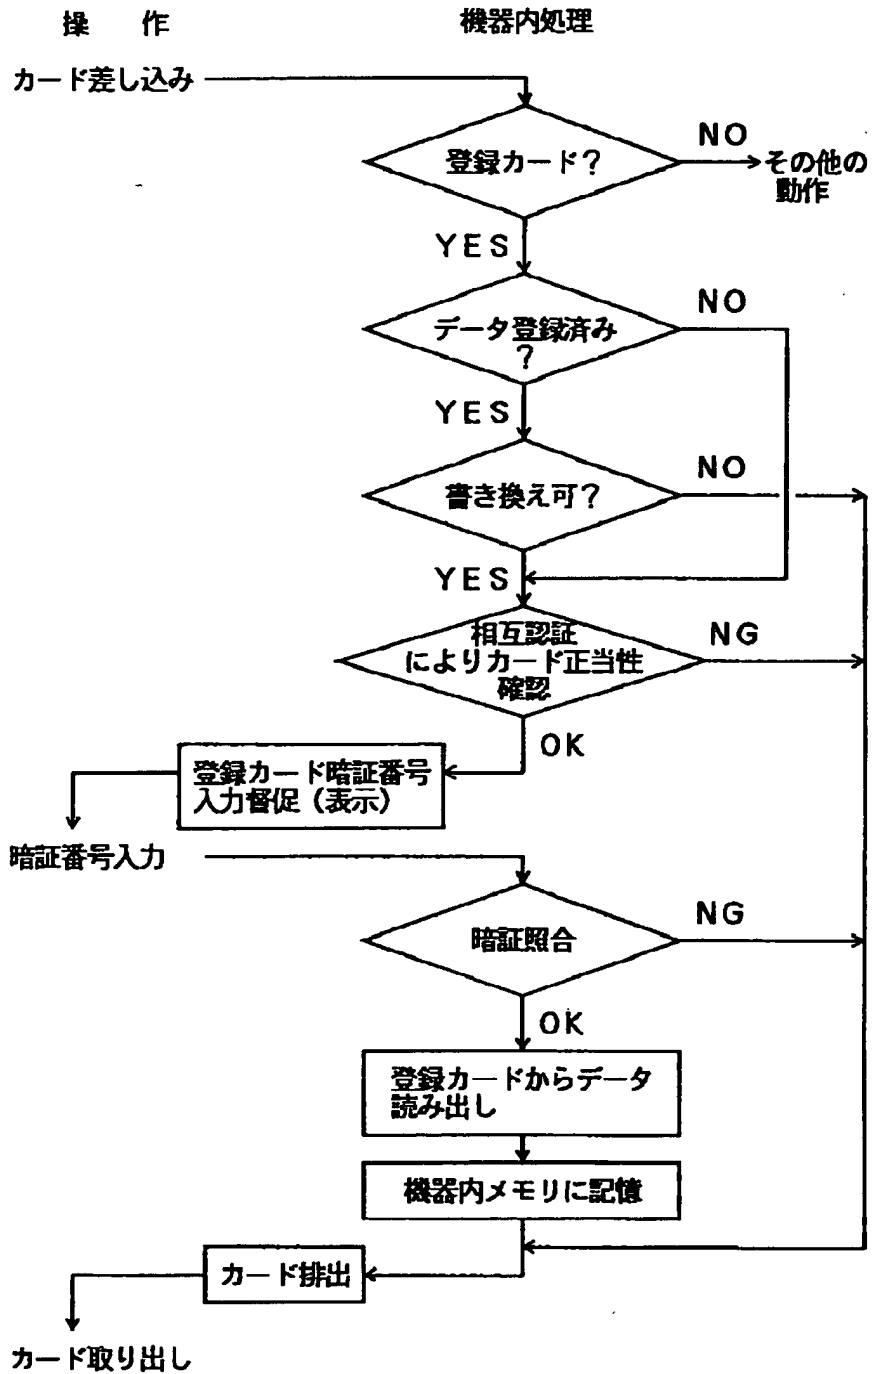 操 作
機器内処理
カード差し込み
登録カード？
NO
その他の
動作
YES
データ登録済み
？
NO
YES
書き換え可？
NO
YES
相互認証
によりカード正当性
確認
NG
OK
登録カード暗証番号
入力督促（表示）
暗証番号入力
暗証照合
NG
OK
登録カードからデータ
読み出し
機器内メモリに記憶
カード排出
カード取り出し